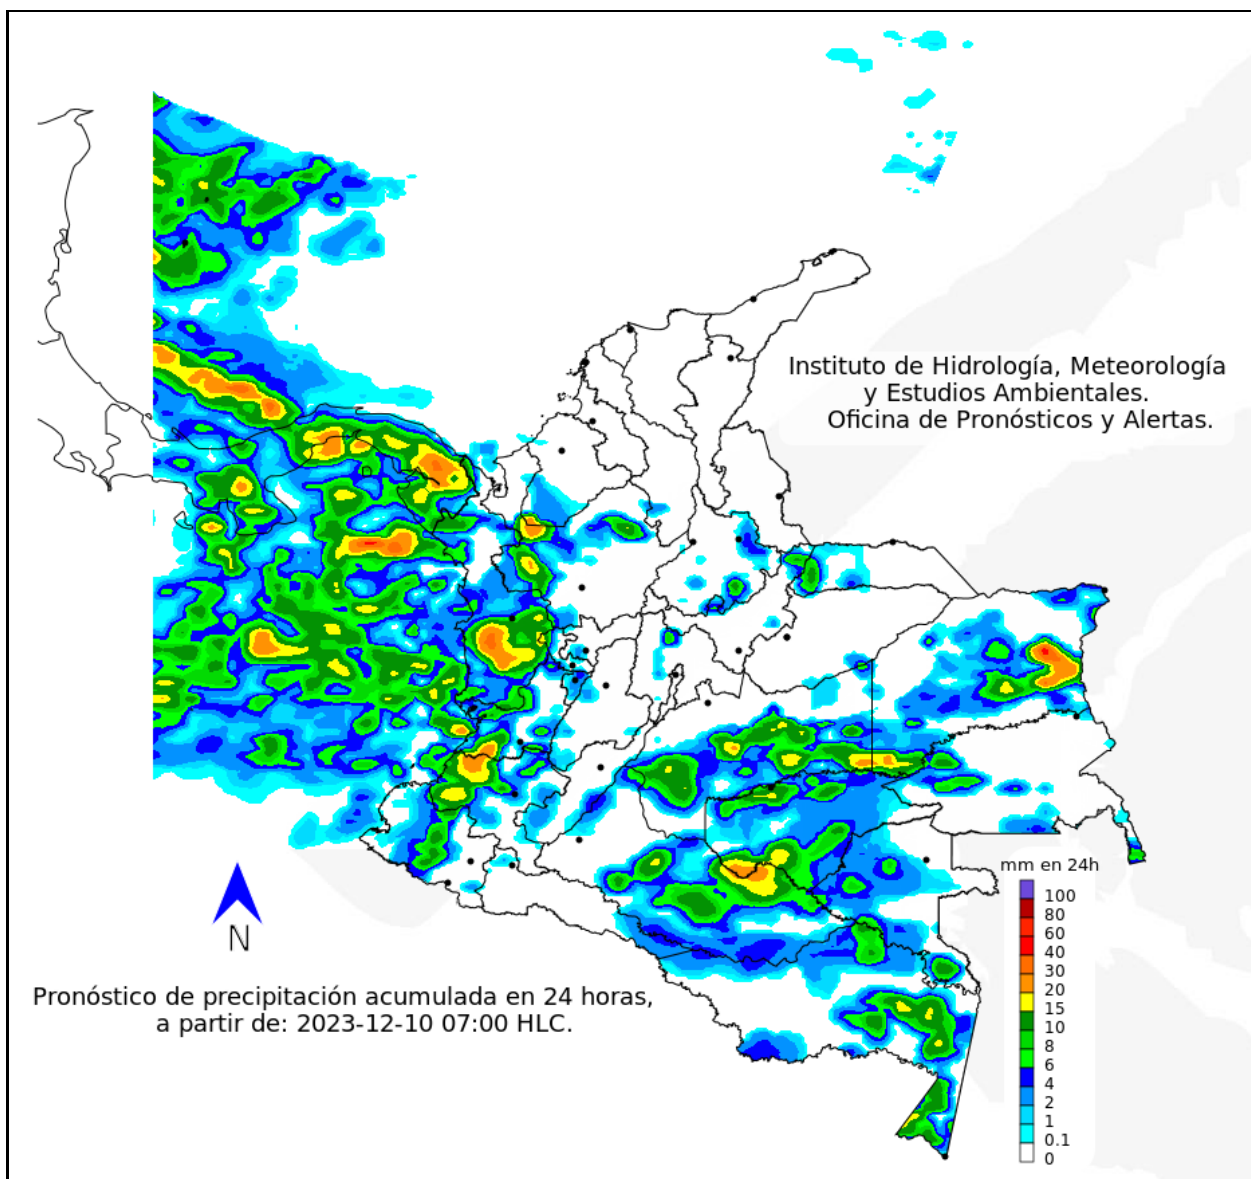 Instituto de Hidrología, Meteorología
y Estudios Ambientales.
Oficina de Pronósticos y Alertas.
mm en 24h
100
80
60
40
30
20
15
10
8
6
4
2
1
0.1
0
N
Pronóstico de precipitación acumulada en 24 horas,
a partir de: 2023-12-10 07:00 HLC.